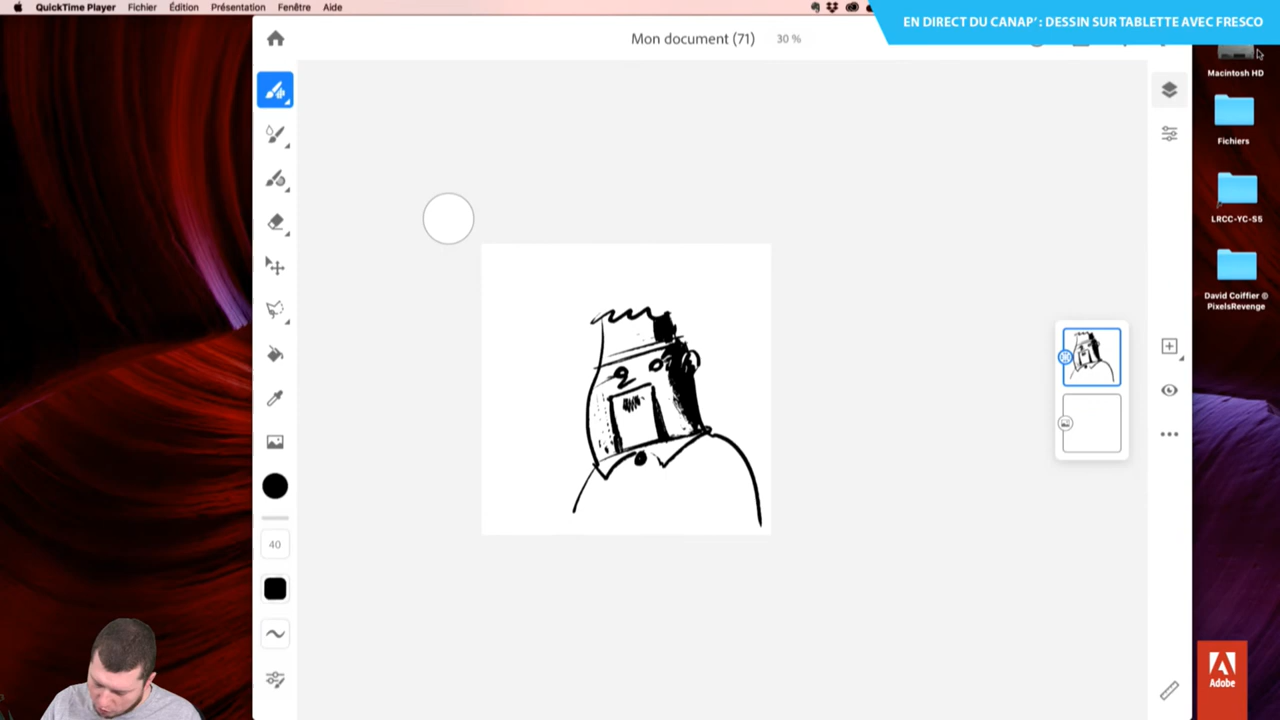 QuickTime Player Fichier Édition Présentation Fenêtre Aide
EN DIRECT DU CANAP' : DESSIN SUR TABLETTE AVEC FRESCO
Mon document (71) 30 %
Macintosh HD
Fichiers
LRCC-YC-S5
David Coiffier ©
PixelsRevenge
40
Adobe